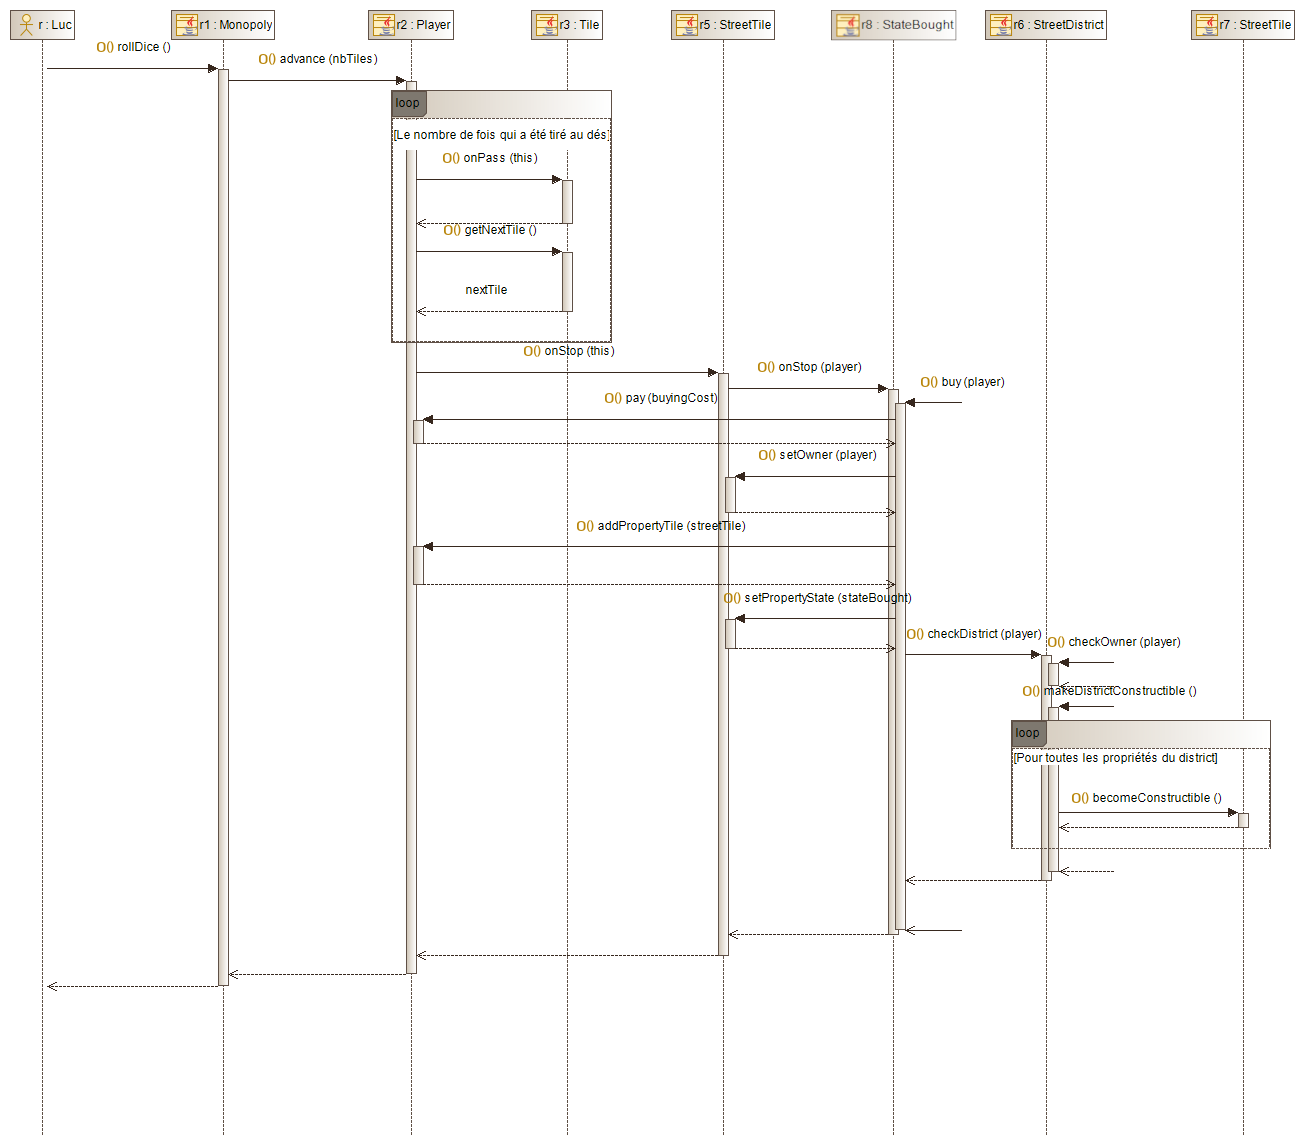 r : Luc
r1 : Monopoly
r2 : Player
r3 : Tile
r5 : StreetTile
r8 : StateBought
r6 : StreetDistrict
r7 : StreetTile
O() rollDice ()
O() advance (nbTiles)
loop
[Le nombre de fois qui a été tiré au dés]
O() onPass (this)
O() getNextTile ()
nextTile
O() onStop (this)
O() onStop (player)
O() buy (player)
O() pay (buyingCost)
O() setOwner (player)
O() addPropertyTile (streetTile)
O() setPropertyState (stateBought)
O() checkDistrict (player)
O() checkOwner (player)
O() makeDistrictConstructible ()
loop
[Pour toutes les propriétés du district]
O() becomeConstructible ()